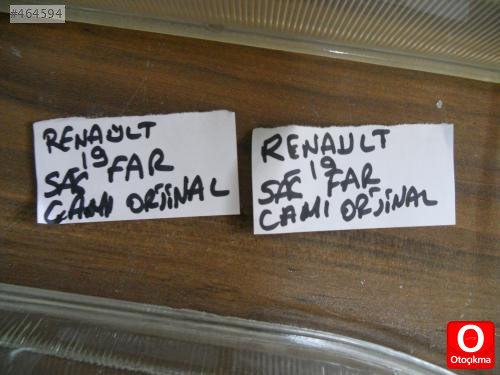 #464594
RENAULT
19
SAĞ FAR
CAMI ORJİNAL
RENAULT
19
SAĞ FAR
CAMI ORJİNAL
O
Otoçıkma